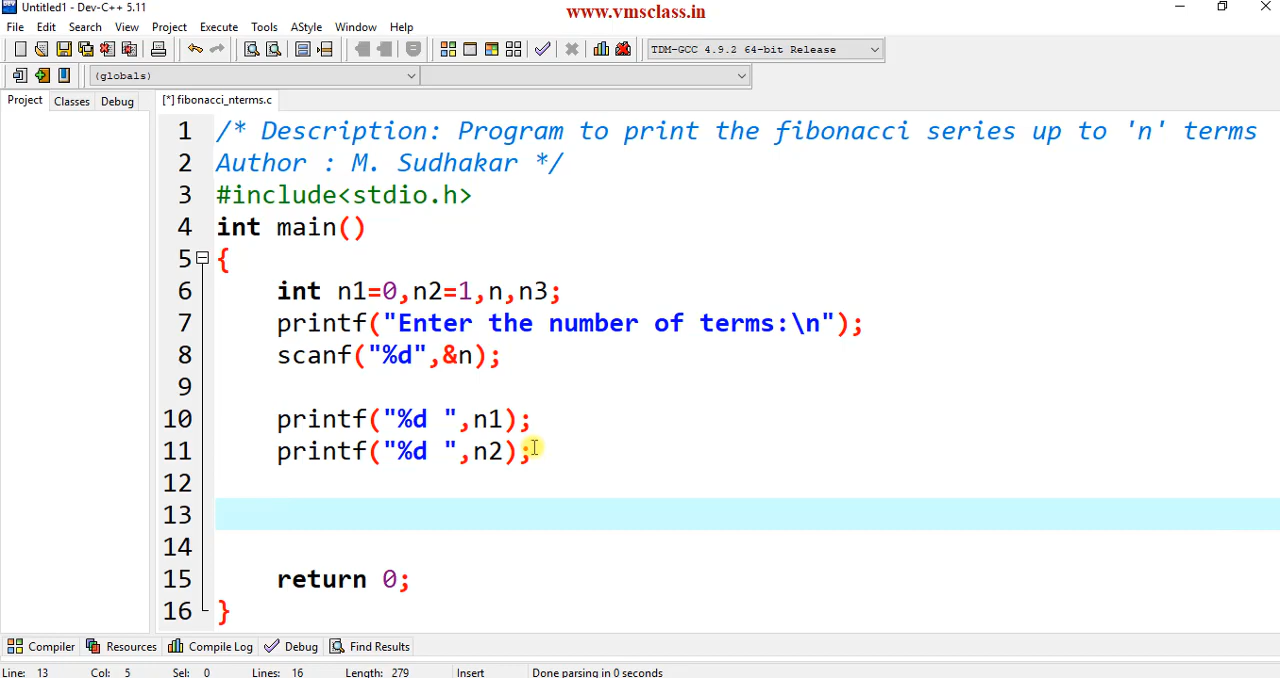 Untitled1 - Dev-C++ 5.11
www.vmsclass.in
File Edit Search View Project Execute Tools AStyle Window Help
TDM-GCC 4.9.2 64-bit Release
(globals)
Project Classes Debug [*] fibonacci_nterms.c
1 /* Description: Program to print the fibonacci series up to 'n' terms
2 Author : M. Sudhakar */
3 #include<stdio.h>
4 int main()
5 {
6 int n1=0,n2=1,n,n3;
7 printf("Enter the number of terms:\n");
8 scanf("%d",&n);
9
10 printf("%d ",n1);
11 printf("%d ",n2);
12
13
14
15 return 0;
16 }
Compiler Resources Compile Log Debug Find Results
Line: 13 Col: 5 Sel: 0 Lines: 16 Length: 279 Insert Done parsing in 0 seconds